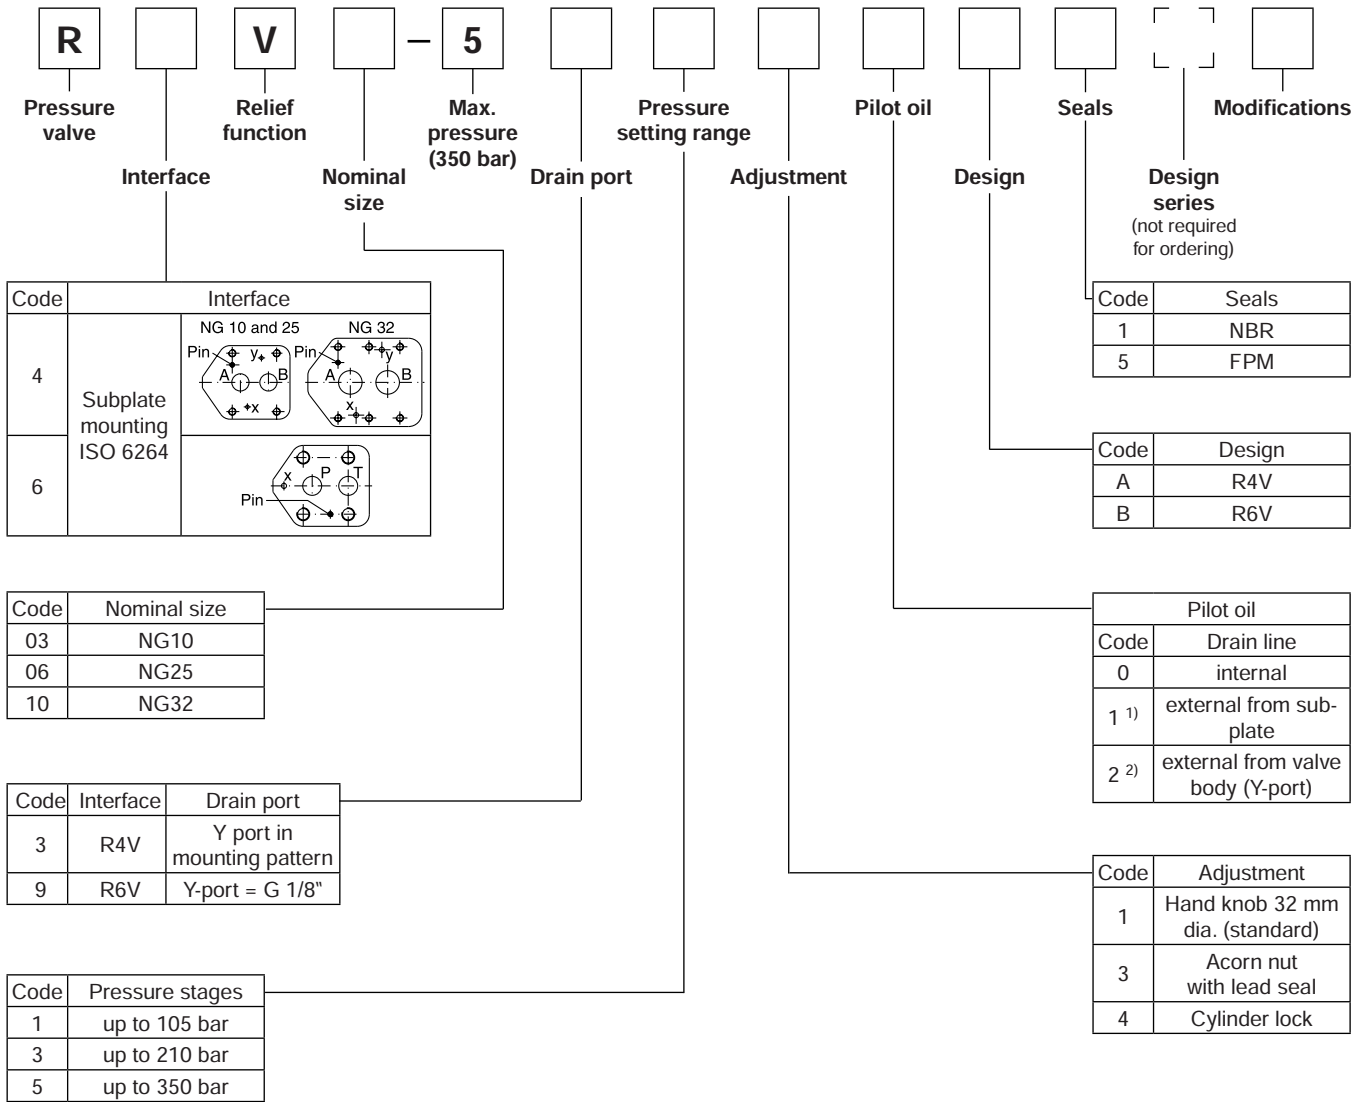 R V – 5
Pressure
valve
Relief
function
Max.
pressure
(350 bar)
Pressure
setting range
Pilot oil
Seals
Modifications
Interface
Nominal
size
Drain port
Adjustment
Design
Design
series
(not required
for ordering)
Code Interface
4
Subplate
mounting
ISO 6264
NG 10 and 25 NG 32
Pin y Pin y
A B A B
x x
6
x P T
Pin
Code Nominal size
03 NG10
06 NG25
10 NG32
Code Interface Drain port
3 R4V Y port in
mounting pattern
9 R6V Y-port = G 1/8"
Code Pressure stages
1 up to 105 bar
3 up to 210 bar
5 up to 350 bar
Code Seals
1 NBR
5 FPM
Code Design
A R4V
B R6V
Pilot oil
Code Drain line
0 internal
1 1) external from sub-
plate
2 2) external from valve
body (Y-port)
Code Adjustment
1 Hand knob 32 mm
dia. (standard)
3 Acorn nut
with lead seal
4 Cylinder lock